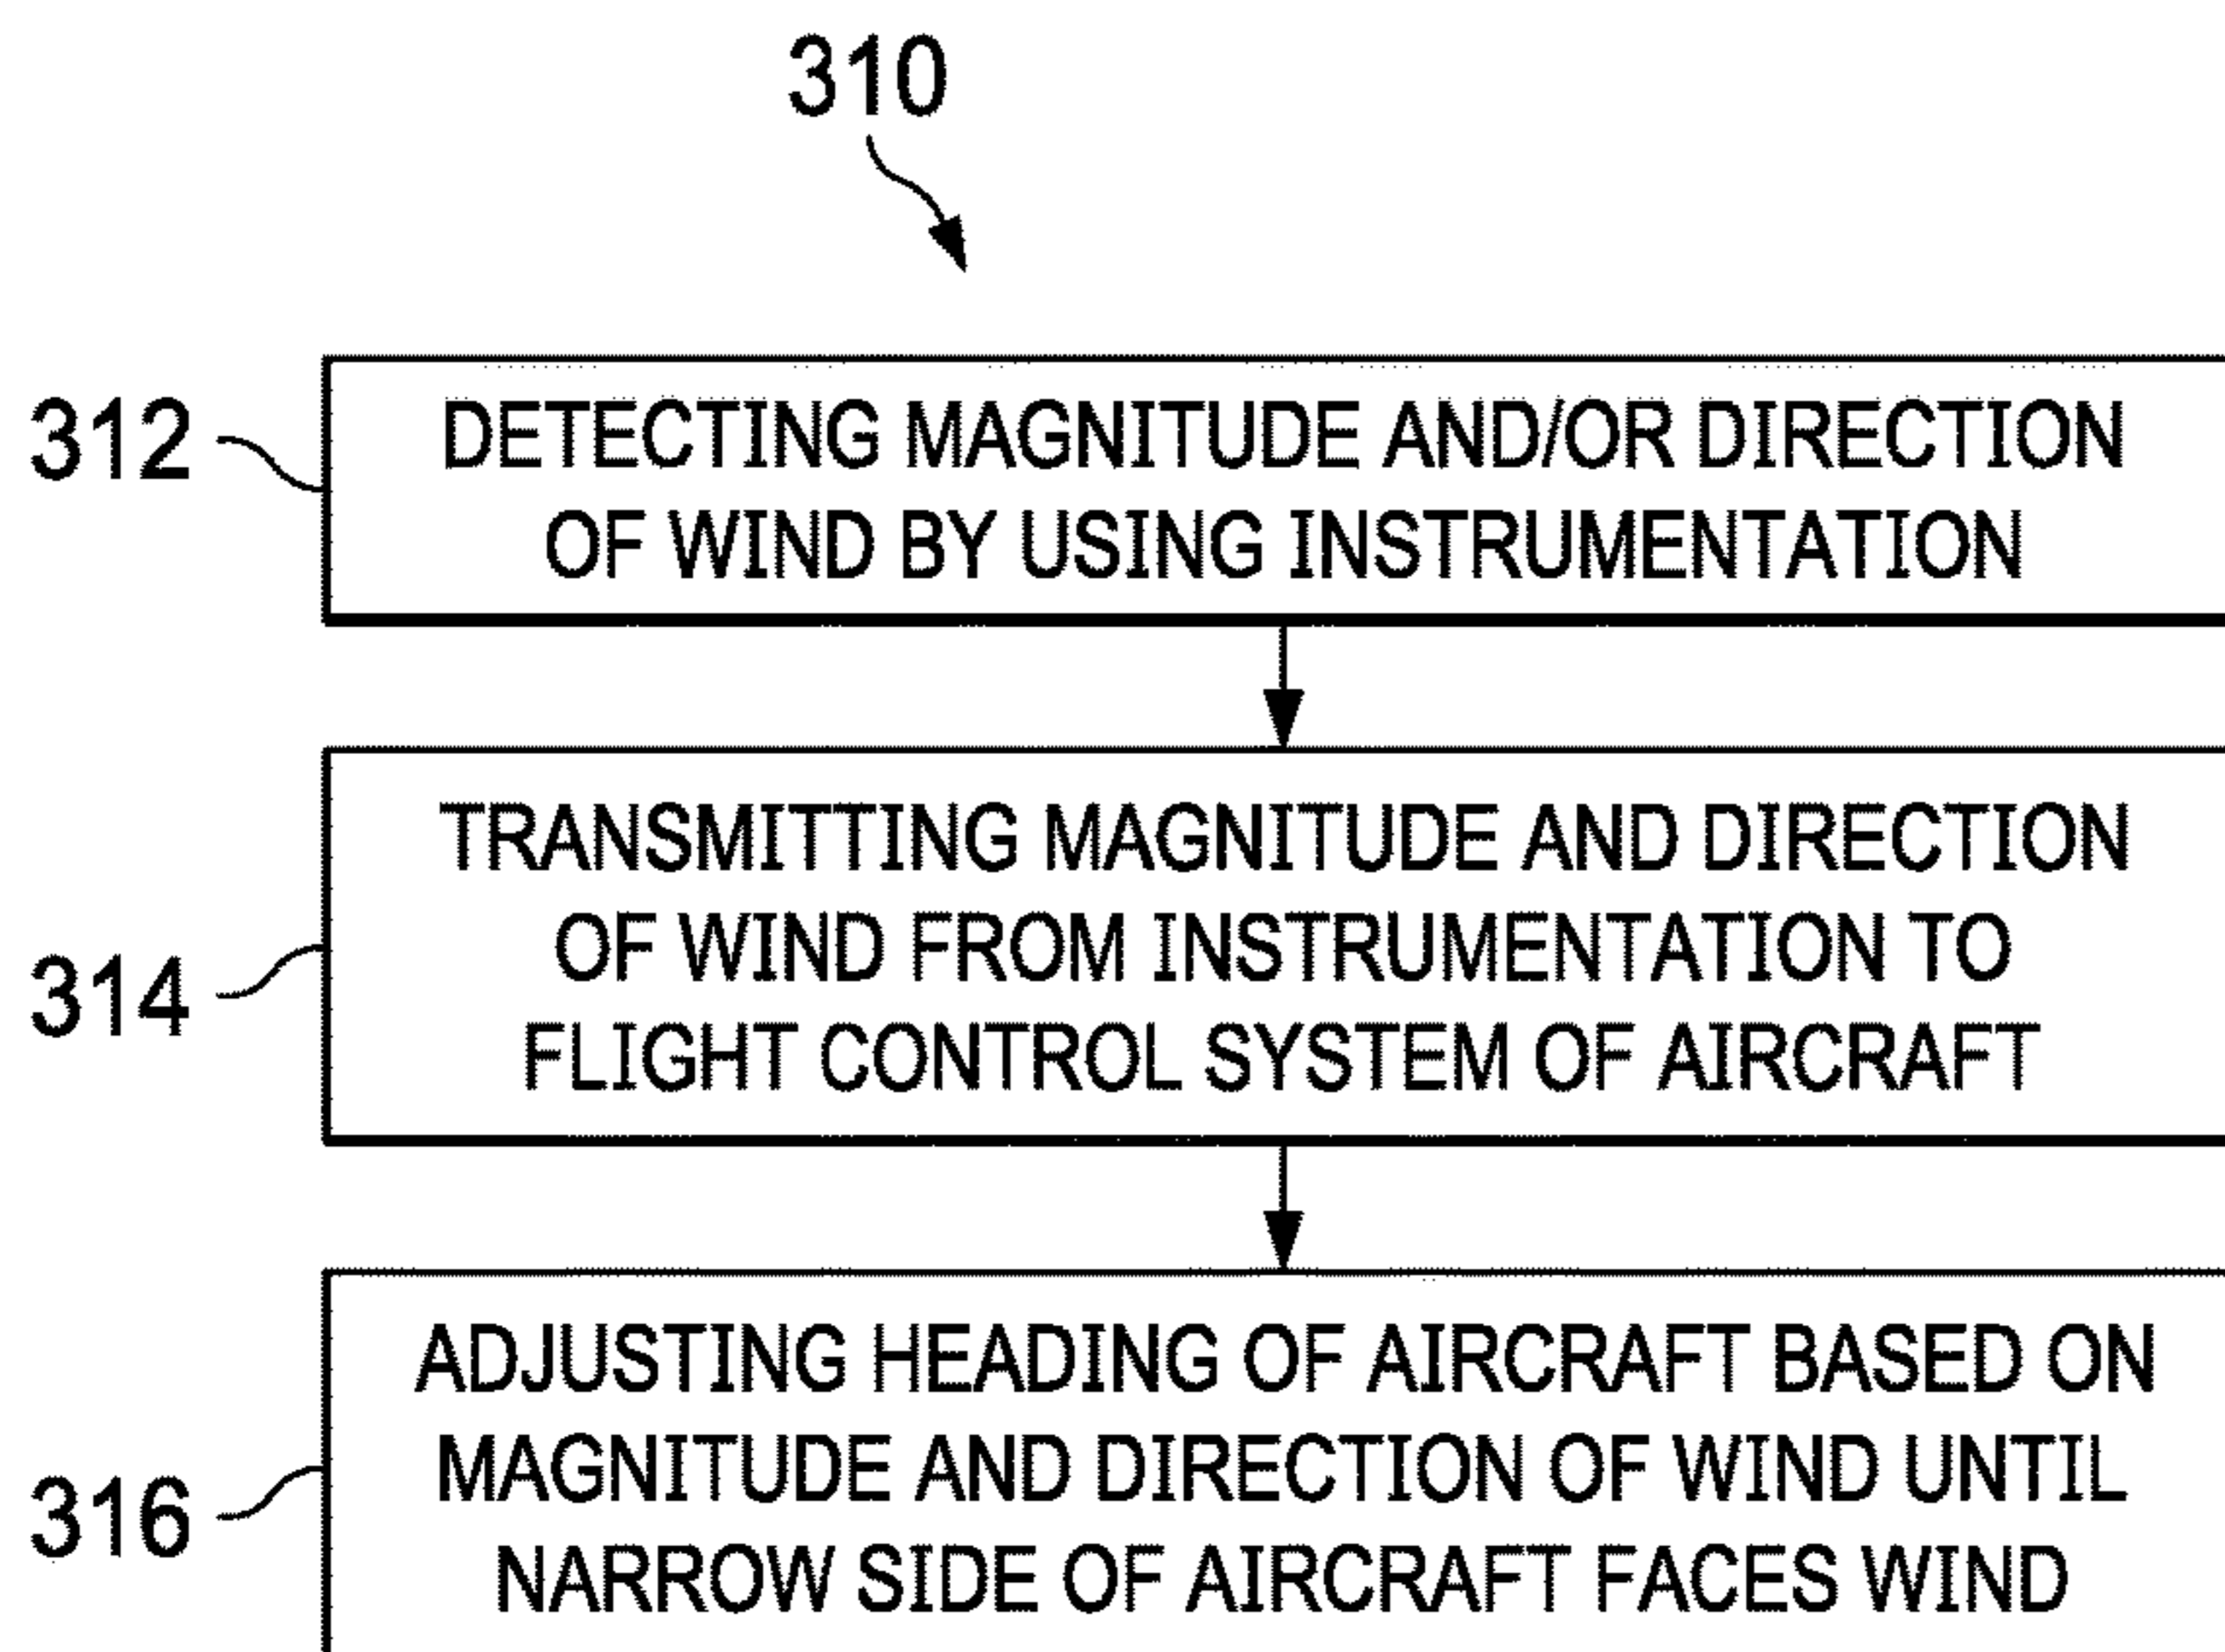 310
312
DETECTING MAGNITUDE AND/OR DIRECTION
OF WIND BY USING INSTRUMENTATION
314
TRANSMITTING MAGNITUDE AND DIRECTION
OF WIND FROM INSTRUMENTATION TO
FLIGHT CONTROL SYSTEM OF AIRCRAFT
316
ADJUSTING HEADING OF AIRCRAFT BASED ON
MAGNITUDE AND DIRECTION OF WIND UNTIL
NARROW SIDE OF AIRCRAFT FACES WIND